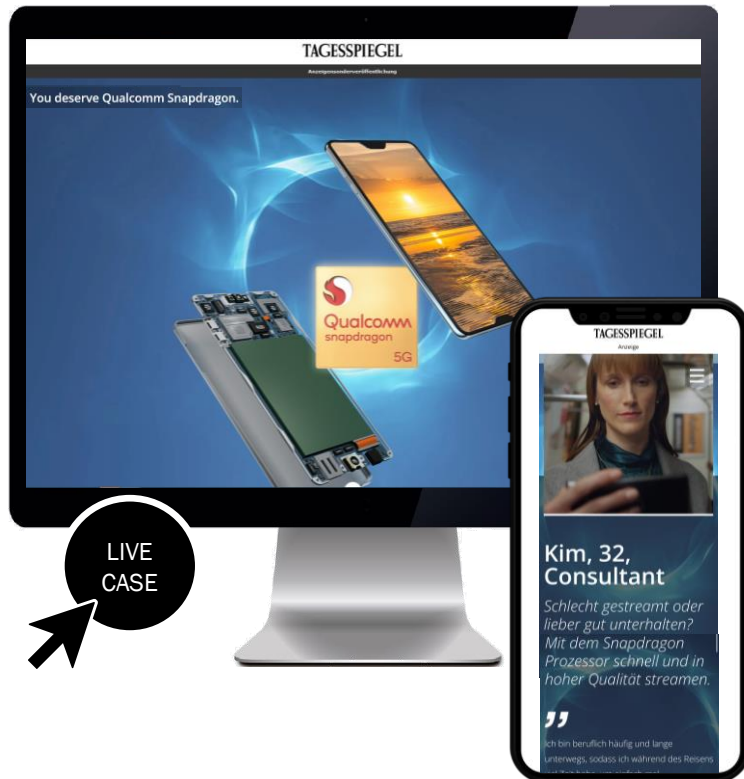 TAGESSPIEGEL
Anzeigensonderveröffentlichung
You deserve Qualcomm Snapdragon.
Qualcomm
snapdragon
5G
LIVE
CASE
TAGESSPIEGEL
Anzeige
Kim, 32,
Consultant
Schlecht gestreamt oder
lieber gut unterhalten?
Mit dem Snapdragon
Prozessor schnell und in
hoher Qualität streamen.
”
Ich bin beruflich häufig und lange
unterwegs, sodass ich während des Reisens